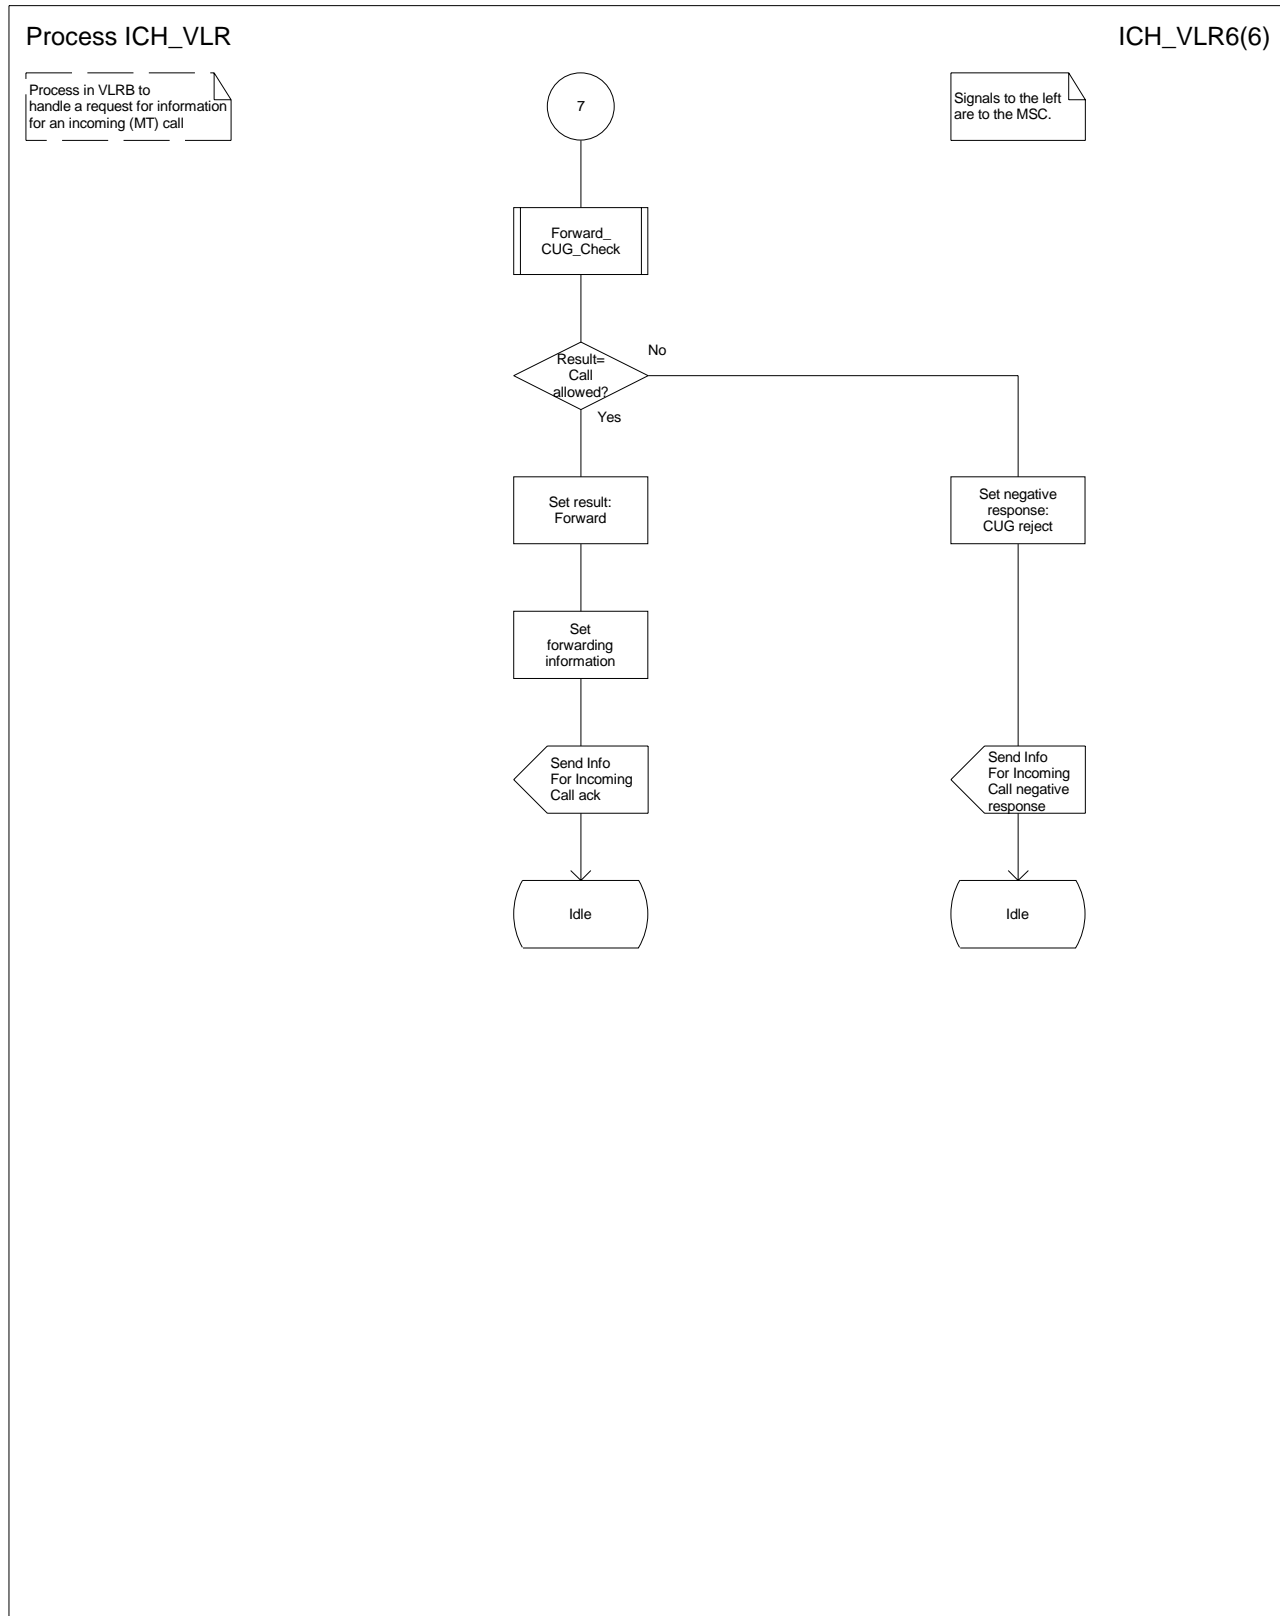 Process ICH_VLR
ICH_VLR6(6)
Process in VLRB to
handle a request for information
for an incoming (MT) call
7
Signals to the left
are to the MSC.
Forward_
CUG_Check
Result=
Call
allowed?
No
Yes
Set result:
Forward
Set negative
response:
CUG reject
Set
forwarding
information
Send Info
For Incoming
Call ack
Send Info
For Incoming
Call negative
response
Idle
Idle